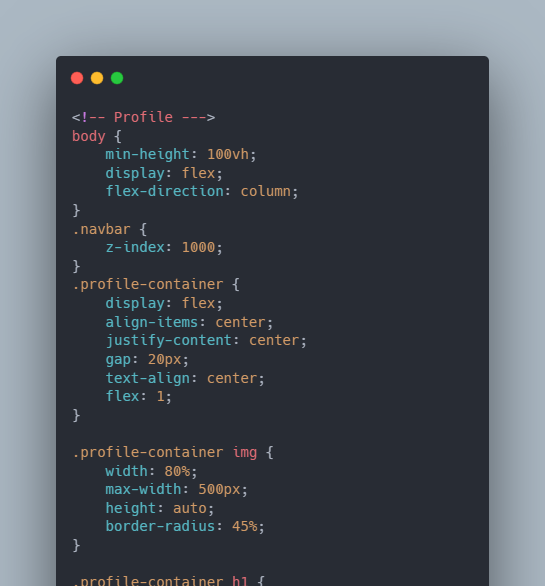 <!-- Profile --->
body {
    min-height: 100vh;
    display: flex;
    flex-direction: column;
}
.navbar {
    z-index: 1000;
}
.profile-container {
    display: flex;
    align-items: center;
    justify-content: center;
    gap: 20px;
    text-align: center;
    flex: 1;
}

.profile-container img {
    width: 80%;
    max-width: 500px;
    height: auto;
    border-radius: 45%;
}

.profile-container h1 {